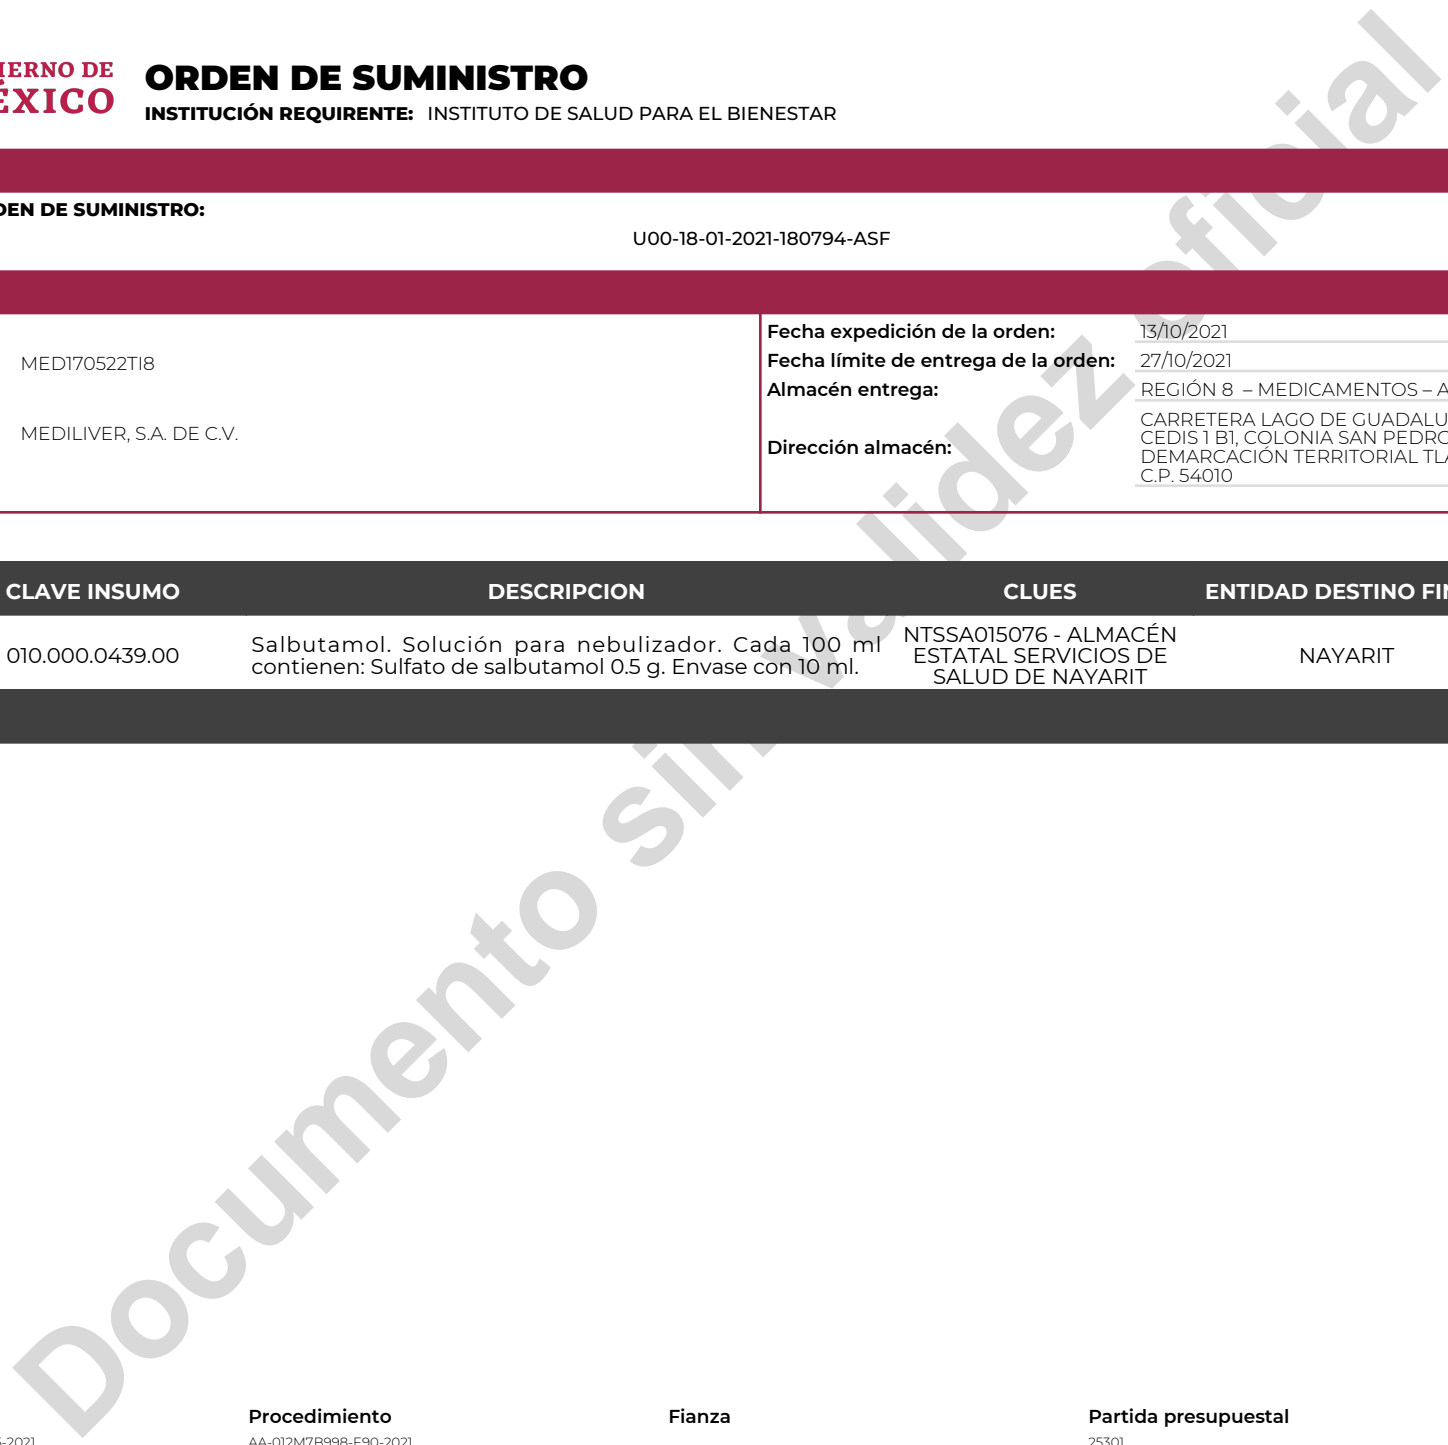 IERNO DE
ÉXICO
ORDEN DE SUMINISTRO
INSTITUCIÓN REQUIRENTE: INSTITUTO DE SALUD PARA EL BIENESTAR
DEN DE SUMINISTRO:
U00-18-01-2021-180794-ASF
MED170522TI8
MEDILIVER, S.A. DE C.V.
Fecha expedición de la orden: 13/10/2021
Fecha límite de entrega de la orden: 27/10/2021
Almacén entrega: REGIÓN 8 – MEDICAMENTOS – A
Dirección almacén:
CARRETERA LAGO DE GUADALU
CEDIS 1 B1, COLONIA SAN PEDRO
DEMARCACIÓN TERRITORIAL TLA
C.P. 54010
CLAVE INSUMO DESCRIPCION CLUES ENTIDAD DESTINO FIN
010.000.0439.00
Salbutamol. Solución para nebulizador. Cada 100 ml
contienen: Sulfato de salbutamol 0.5 g. Envase con 10 ml.
NTSSA015076 - ALMACÉN
ESTATAL SERVICIOS DE
SALUD DE NAYARIT
NAYARIT
Documento sin validez oficial
Procedimiento Fianza Partida presupuestal
-2021 AA-012M7B998-E90-2021 25301